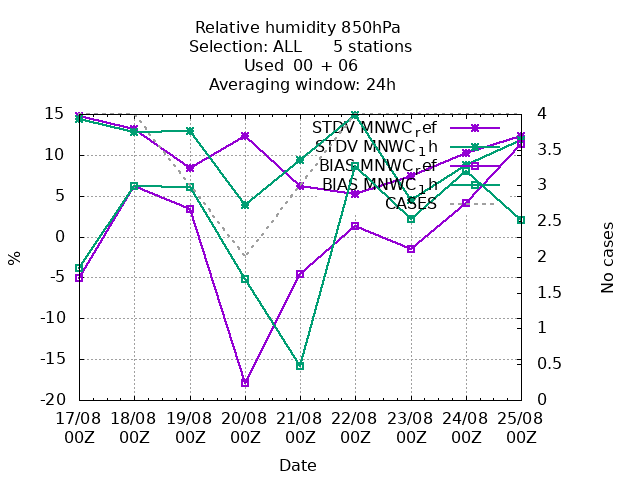 Relative humidity 850hPa
Selection: ALL 5 stations
Used 00 + 06
Averaging window: 24h
STDV MNWC_ref
STDV MNWC_1h
BIAS MNWC_ref
BIAS MNWC_1h
CASES
15
10
5
0
-5
-10
-15
-20
%
4
3.5
3
2.5
2
1.5
1
0.5
0
No cases
17/08 18/08 19/08 20/08 21/08 22/08 23/08 24/08 25/08
00Z 00Z 00Z 00Z 00Z 00Z 00Z 00Z 00Z
Date